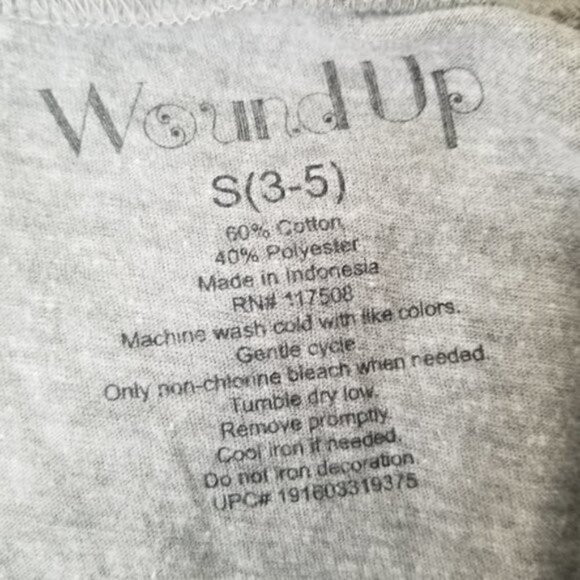 Wound Up
S(3-5)
60% Cotton
40% Polyester
Made in Indonesia
RN# 117508
Machine wash cold with like colors.
Gentle cycle.
Only non-chlorine bleach when needed.
Tumble dry low.
Remove promptly.
Cool iron if needed.
Do not iron decoration.
UPC# 191603319375